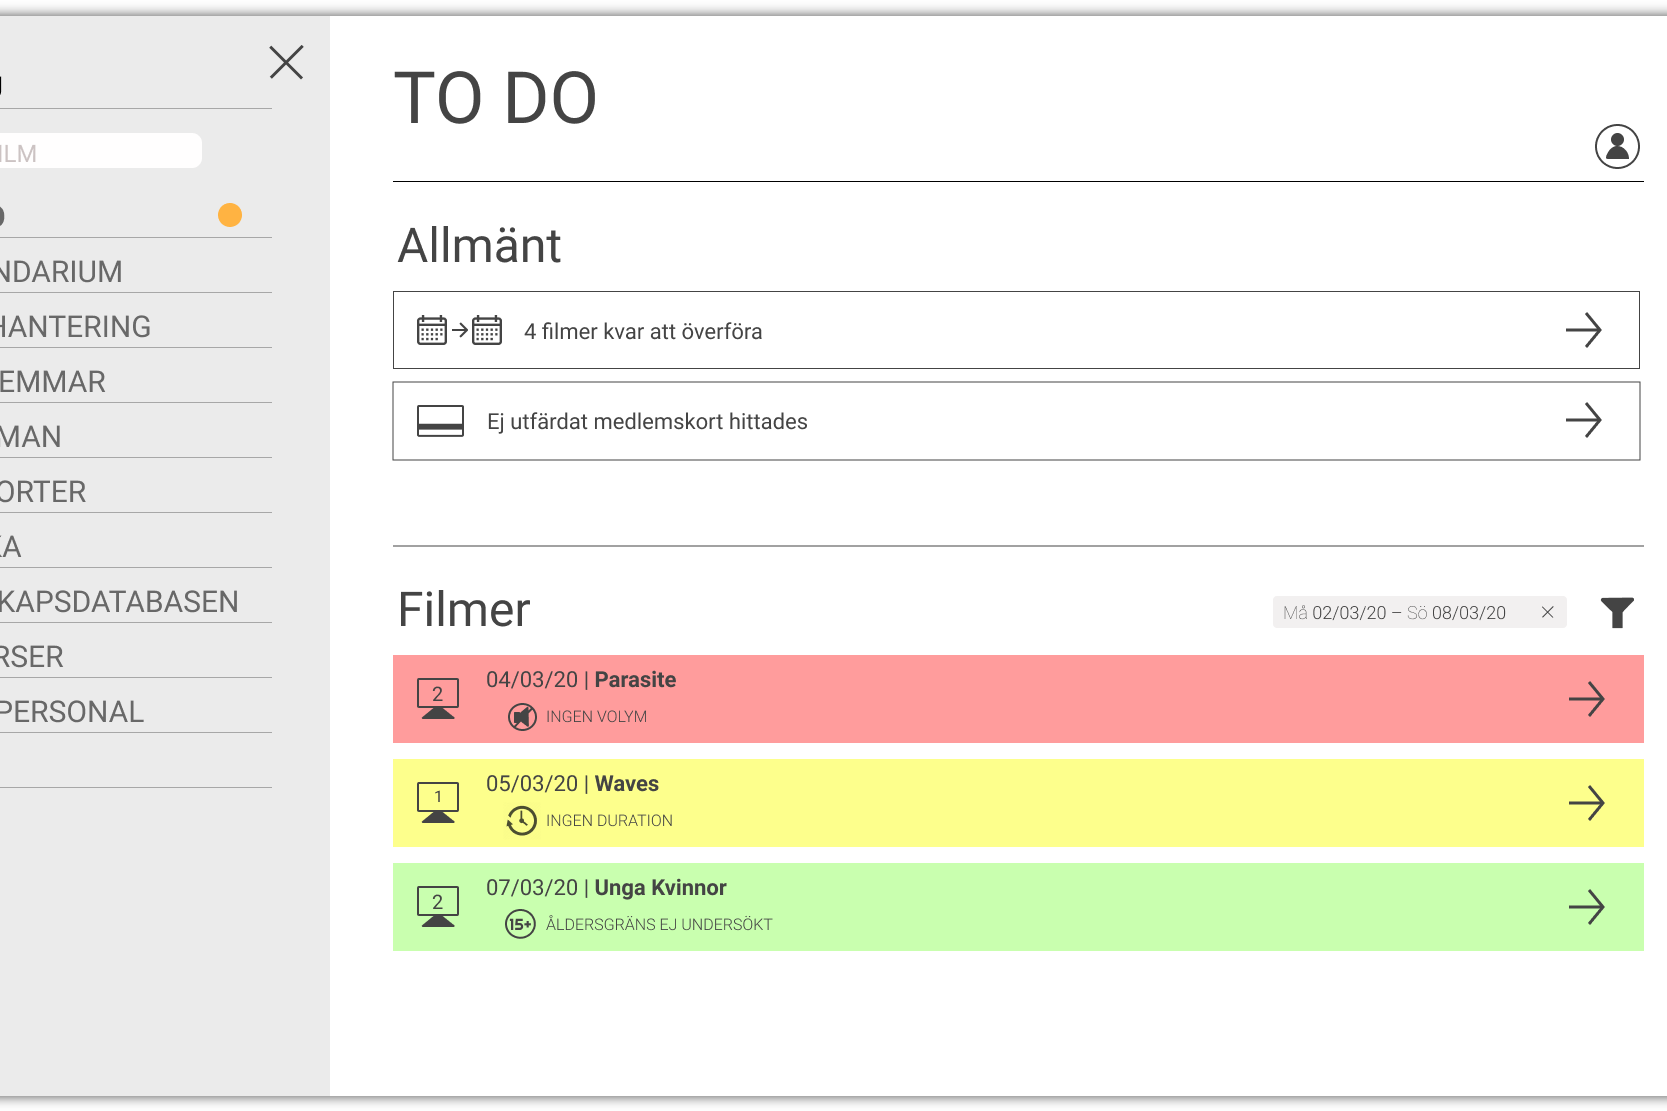 ILM
NDARIUM
HANTERING
EMMAR
MAN
ORTER
KA
KAPSDATABASEN
RSER
PERSONAL
TO DO
Allmänt
4 filmer kvar att överföra
Ej utfärdat medlemskort hittades
Filmer
Må 02/03/20 – Sö 08/03/20
2
04/03/20 | Parasite
INGEN VOLYM
1
05/03/20 | Waves
INGEN DURATION
2
07/03/20 | Unga Kvinnor
15+ ÅLDERSGRÄNS EJ UNDERSÖKT